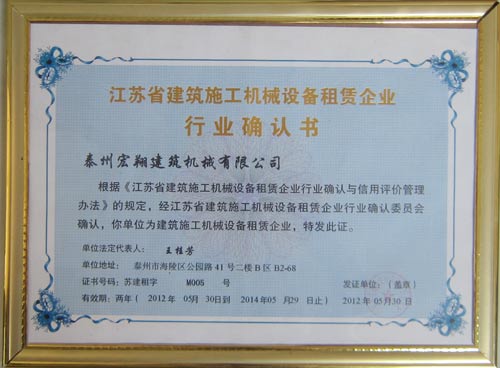 江苏省建筑施工机械设备租赁企业
行业确认书
泰州宏翔建筑机械有限公司
根据《江苏省建筑施工机械设备租赁企业行业确认与信用评价管理
办法》的规定，经江苏省建筑施工机械设备租赁企业行业确认委员会
确认，你单位为建筑施工机械设备租赁企业，特发此证。
单位法定代表人： 王桂芳
单位地址： 泰州市海陵区公园路41号二楼B区B2-68
证书号码：苏建租字 M005 号 发证单位：（盖章）
有效期：两年（2012年 05月 30日到 2014年05月 29日止） 2012年05月30日